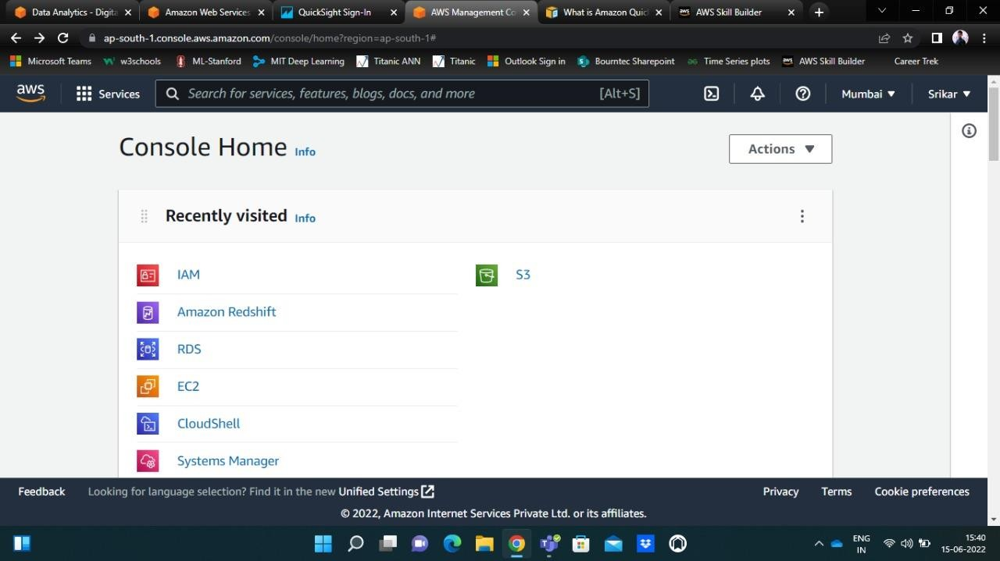 Data Analytics - Digita
Amazon Web Services
QuickSight Sign-In
AWS Management Co
What is Amazon Quic
aws AWS Skill Builder
ap-south-1.console.aws.amazon.com/console/home?region=ap-south-1#
Microsoft Teams
w3schools
ML-Stanford
MIT Deep Learning
Titanic ANN
Titanic
Outlook Sign in
Bourntec Sharepoint
Time Series plots
aws AWS Skill Builder
Career Trek
aws
Services
Search for services, features, blogs, docs, and more
[Alt+S]
Mumbai
Srikar
Console Home Info
Actions
Recently visited Info
IAM
S3
Amazon Redshift
RDS
EC2
CloudShell
Systems Manager
Feedback
Looking for language selection? Find it in the new Unified Settings
Privacy
Terms
Cookie preferences
© 2022, Amazon Internet Services Private Ltd. or its affiliates.
ENG
IN
15:40
15-06-2022